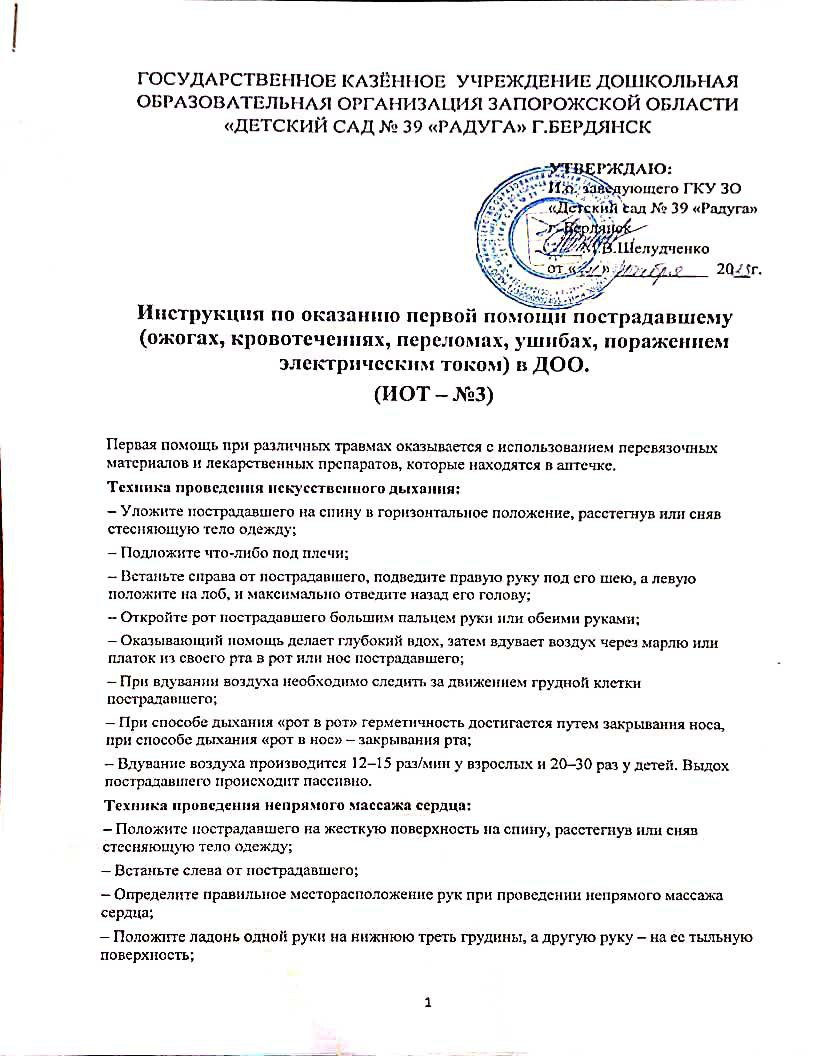 ГОСУДАРСТВЕННОЕ КАЗЁННОЕ УЧРЕЖДЕНИЕ ДОШКОЛЬНАЯ
ОБРАЗОВАТЕЛЬНАЯ ОРГАНИЗАЦИЯ ЗАПОРОЖСКОЙ ОБЛАСТИ
«ДЕТСКИЙ САД № 39 «РАДУГА» Г.БЕРДЯНСК
УТВЕРЖДАЮ:
И.о. заведующего ГКУ ЗО
«Детский сад № 39 «Радуга»
г. Бердянск
В.Шелудченко
от « » 20 г.
Инструкция по оказанию первой помощи пострадавшему
(ожогах, кровотечениях, переломах, ушибах, поражением
электрическим током) в ДОО.
(ИОТ – №3)
Первая помощь при различных травмах оказывается с использованием перевязочных
материалов и лекарственных препаратов, которые находятся в аптечке.
Техника проведения искусственного дыхания:
– Уложите пострадавшего на спину в горизонтальное положение, расстегнув или сняв
стесняющую тело одежду;
– Подложите что-либо под плечи;
– Встаньте справа от пострадавшего, подведите правую руку под его шею, а левую
положите на лоб, и максимально отведите назад его голову;
– Откройте рот пострадавшего большим пальцем руки или обеими руками;
– Оказывающий помощь делает глубокий вдох, затем вдувает воздух через марлю или
платок из своего рта в рот или нос пострадавшего;
– При вдувании воздуха необходимо следить за движением грудной клетки
пострадавшего;
– При способе дыхания «рот в рот» герметичность достигается путем закрывания носа,
при способе дыхания «рот в нос» – закрывания рта;
– Вдувание воздуха производится 12–15 раз/мин у взрослых и 20–30 раз у детей. Выдох
пострадавшего происходит пассивно.
Техника проведения непрямого массажа сердца:
– Положите пострадавшего на жесткую поверхность на спину, расстегнув или сняв
стесняющую тело одежду;
– Встаньте слева от пострадавшего;
– Определите правильное месторасположение рук при проведении непрямого массажа
сердца;
– Положите ладонь одной руки на нижнюю треть грудины, а другую руку – на ее тыльную
поверхность;
1